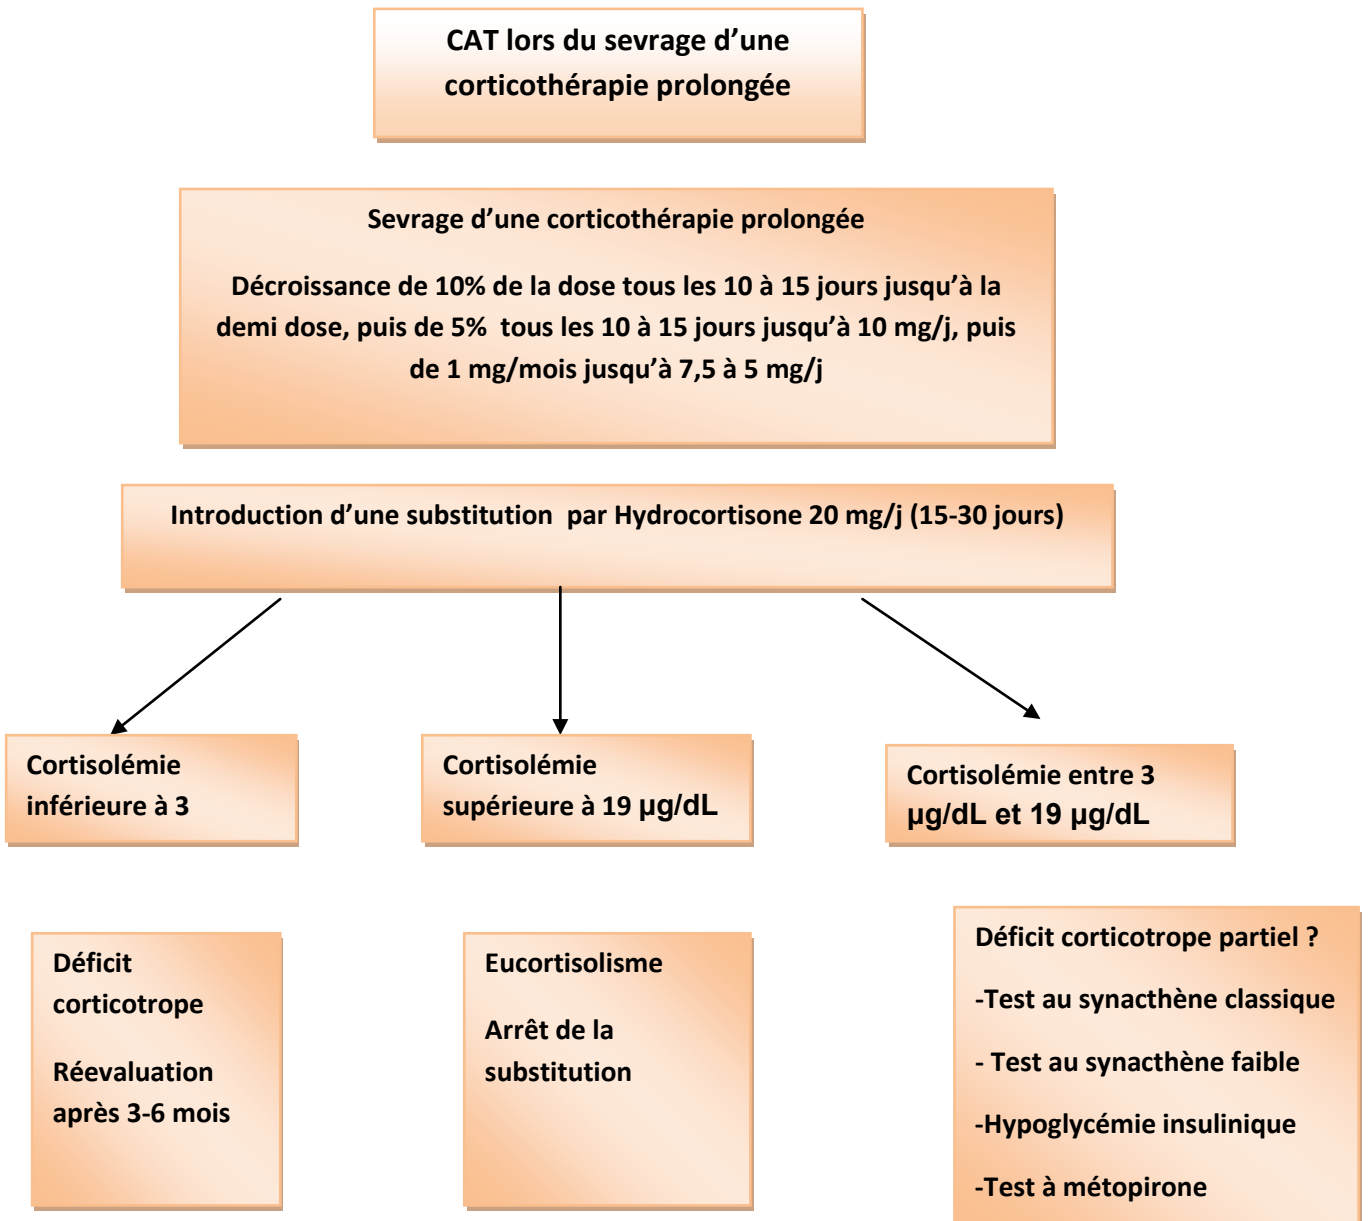 CAT lors du sevrage d’une
corticothérapie prolongée
Sevrage d’une corticothérapie prolongée
Décroissance de 10% de la dose tous les 10 à 15 jours jusqu’à la
demi dose, puis de 5% tous les 10 à 15 jours jusqu’à 10 mg/j, puis
de 1 mg/mois jusqu’à 7,5 à 5 mg/j
Introduction d’une substitution par Hydrocortisone 20 mg/j (15-30 jours)
Cortisolémie
inférieure à 3
Cortisolémie
supérieure à 19 µg/dL
Cortisolémie entre 3
µg/dL et 19 µg/dL
Déficit
corticotrope
Réevaluation
après 3-6 mois
Eucortisolisme
Arrêt de la
substitution
Déficit corticotrope partiel ?
-Test au synacthène classique
- Test au synacthène faible
-Hypoglycémie insulinique
-Test à métopirone